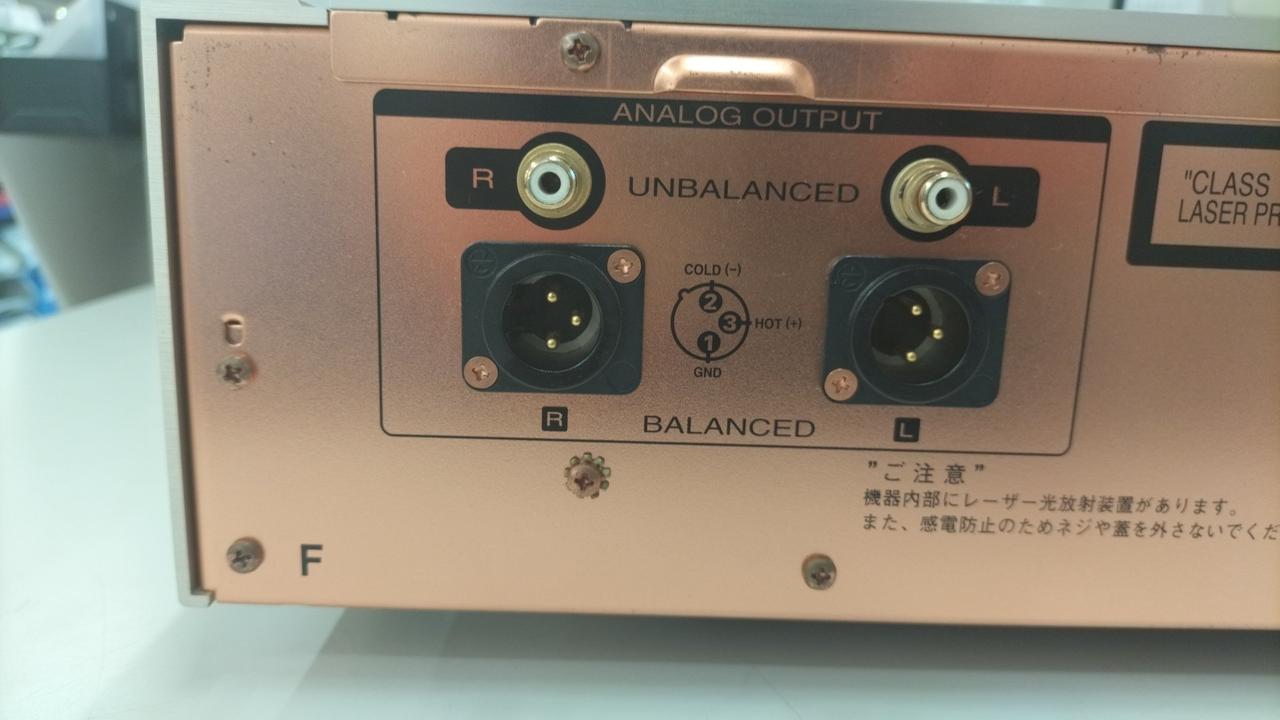 ANALOG OUTPUT
R
UNBALANCED
L
"CLASS
LASER PR
COLD (-)
2
3
HOT (+)
1
GND
R
BALANCED
L
"ご注意"
機器内部にレーザー光放射装置があります。
また、感電防止のためネジや蓋を外さないでくだ
F